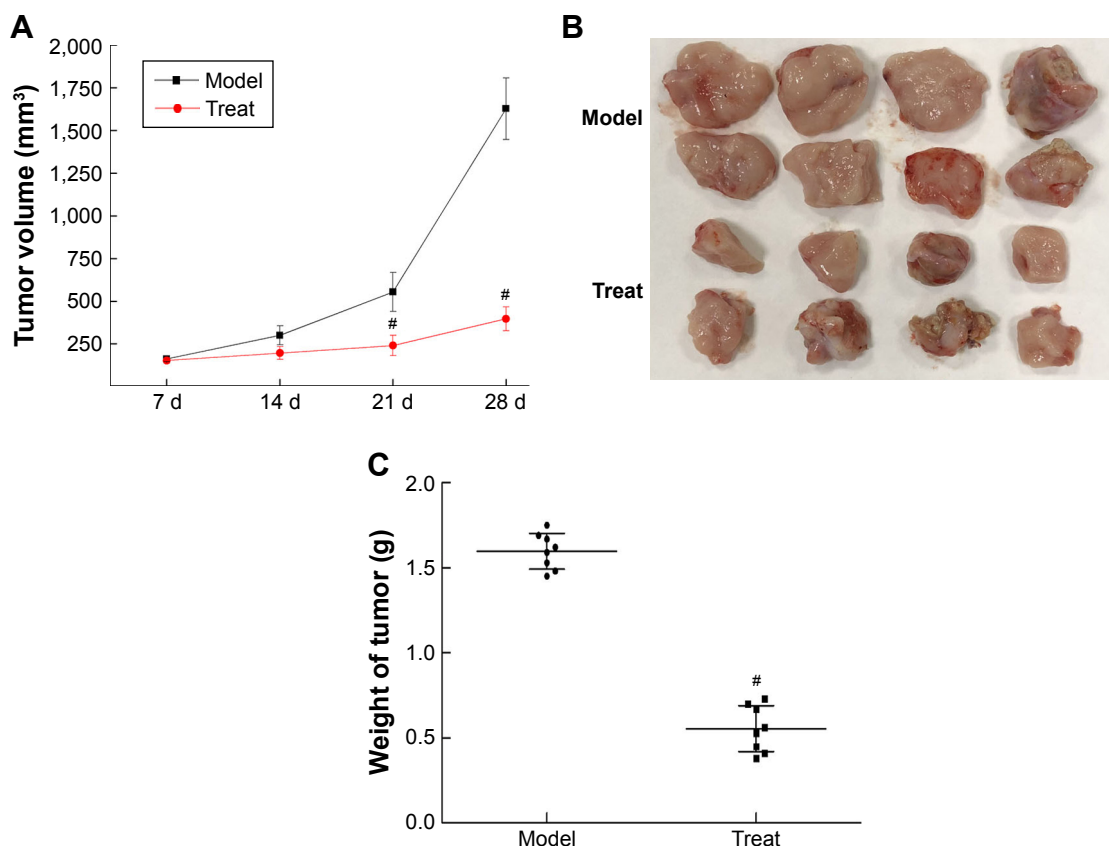 A
Tumor volume (mm³)
2,000
1,750
1,500
1,250
1,000
750
500
250
Model
Treat
#
#
7 d
14 d
21 d
28 d
B
Model
Treat
C
Weight of tumor (g)
2.0
1.5
1.0
0.5
0.0
#
Model
Treat